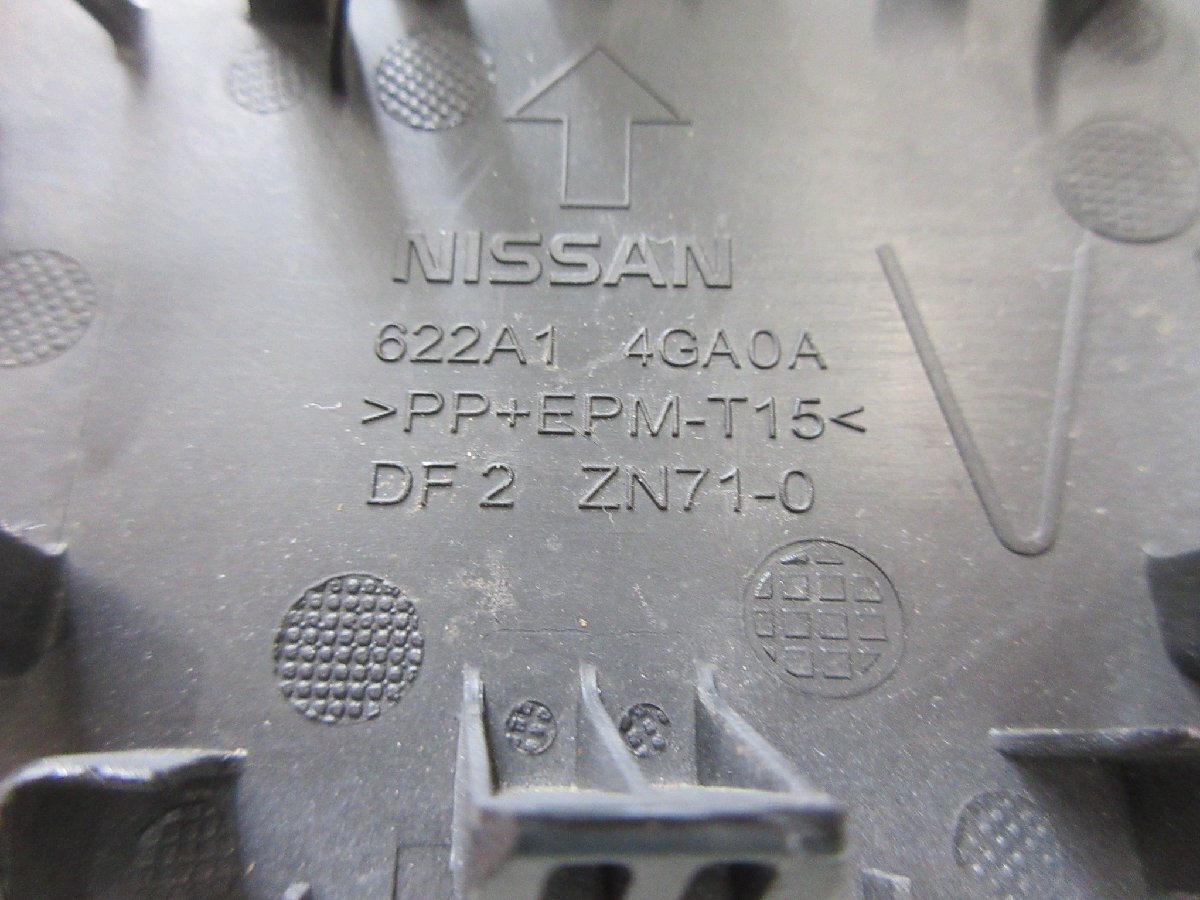 NISSAN
622A1 4GA0A
>PP+EPM-T15<
DF 2 ZN71-0